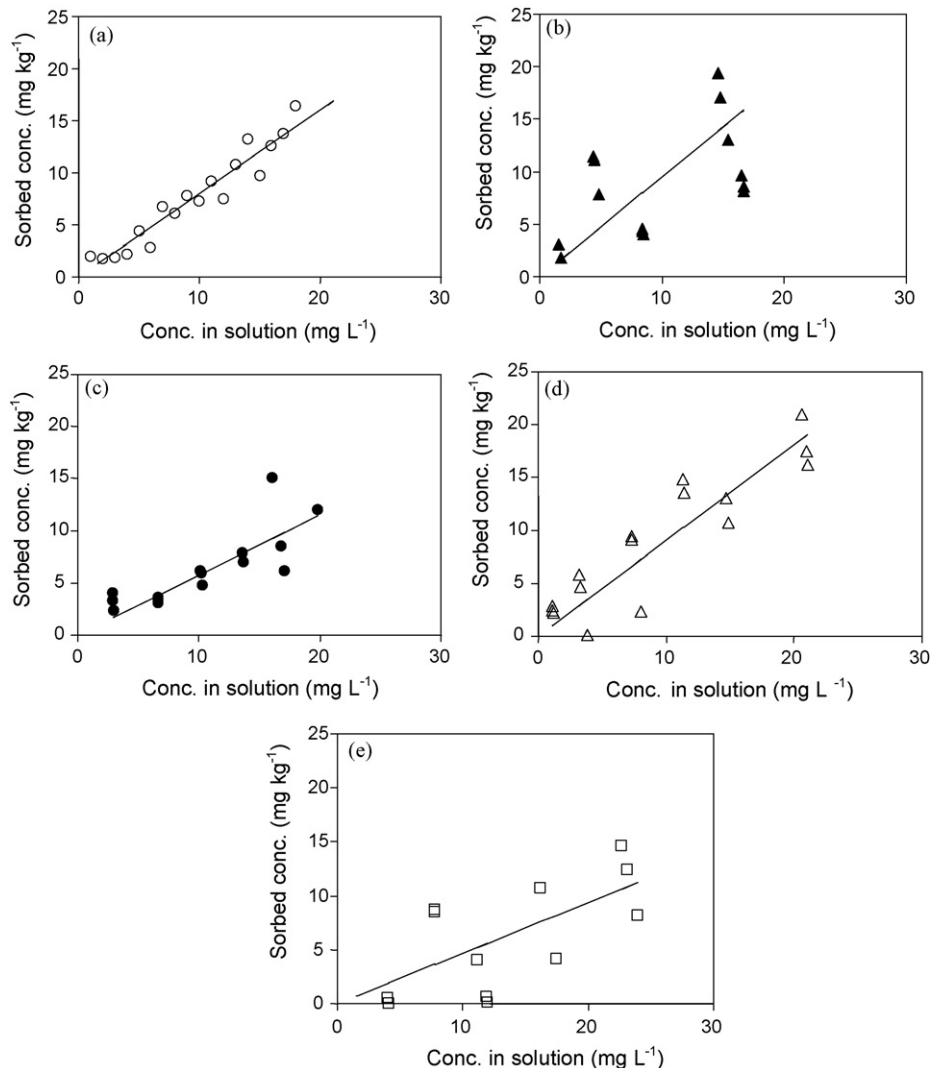 (a)
Sorbed conc. (mg kg⁻¹)
25
20
15
10
5
0
0 10 20 30
Conc. in solution (mg L⁻¹)
(b)
Sorbed conc. (mg kg⁻¹)
25
20
15
10
5
0
0 10 20 30
Conc. in solution (mg L⁻¹)
(c)
Sorbed conc. (mg kg⁻¹)
25
20
15
10
5
0
0 10 20 30
Conc. in solution (mg L⁻¹)
(d)
Sorbed conc. (mg kg⁻¹)
25
20
15
10
5
0
0 10 20 30
Conc. in solution (mg L ⁻¹)
(e)
Sorbed conc. (mg kg⁻¹)
25
20
15
10
5
0
0 10 20 30
Conc. in solution (mg L⁻¹)